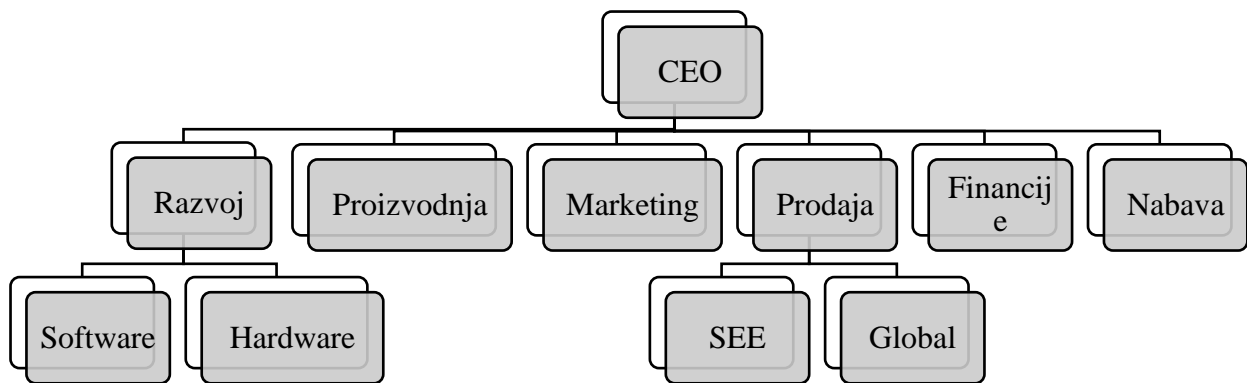 CEO
Razvoj
Proizvodnja
Marketing
Prodaja
Financij
e
Nabava
Software
Hardware
SEE
Global